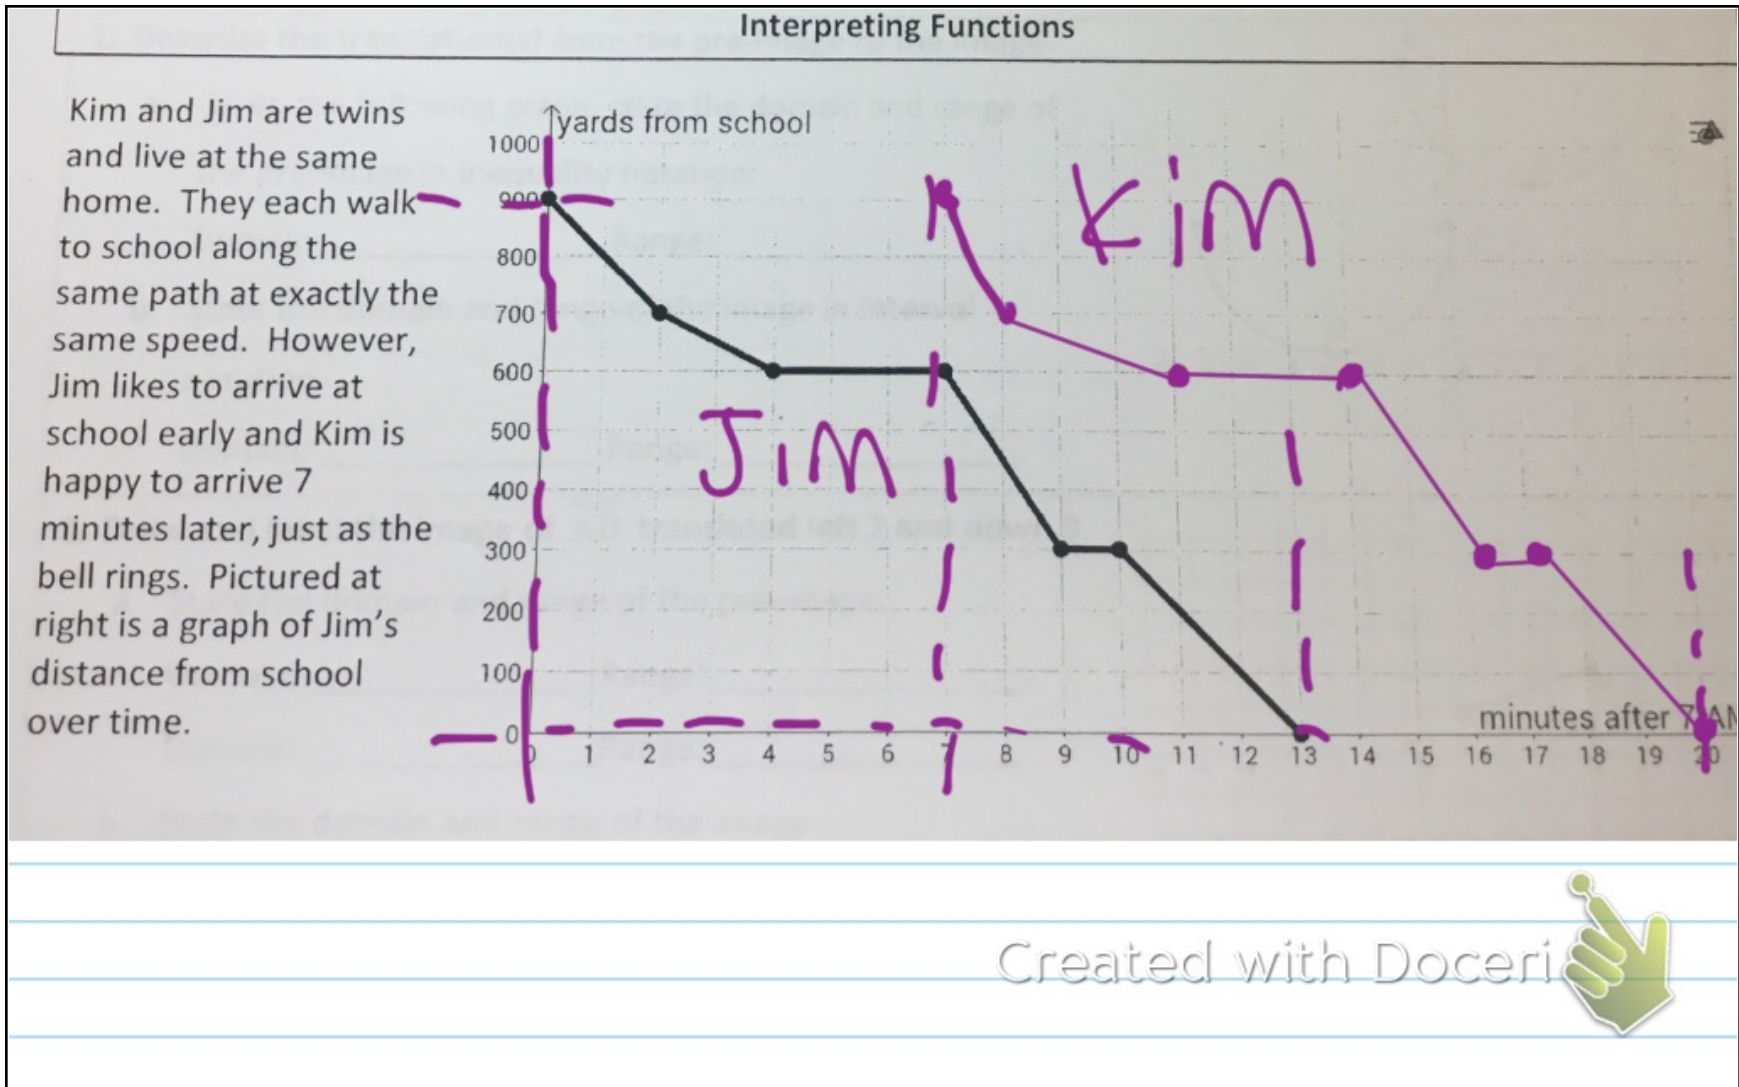 Interpreting Functions
Kim and Jim are twins
and live at the same
home. They each walk
to school along the
same path at exactly the
same speed. However,
Jim likes to arrive at
school early and Kim is
happy to arrive 7
minutes later, just as the
bell rings. Pictured at
right is a graph of Jim's
distance from school
over time.
yards from school
1000
900
800
700
600
500
400
300
200
100
0
Kim
Jim
minutes after 7 AM
0 1 2 3 4 5 6 7 8 9 10 11 12 13 14 15 16 17 18 19 20
Created with Doceri